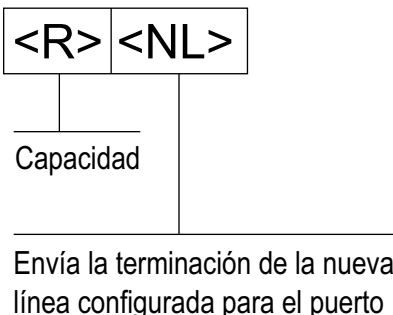 <R> <NL>
Capacidad
Envía la terminación de la nueva
línea configurada para el puerto